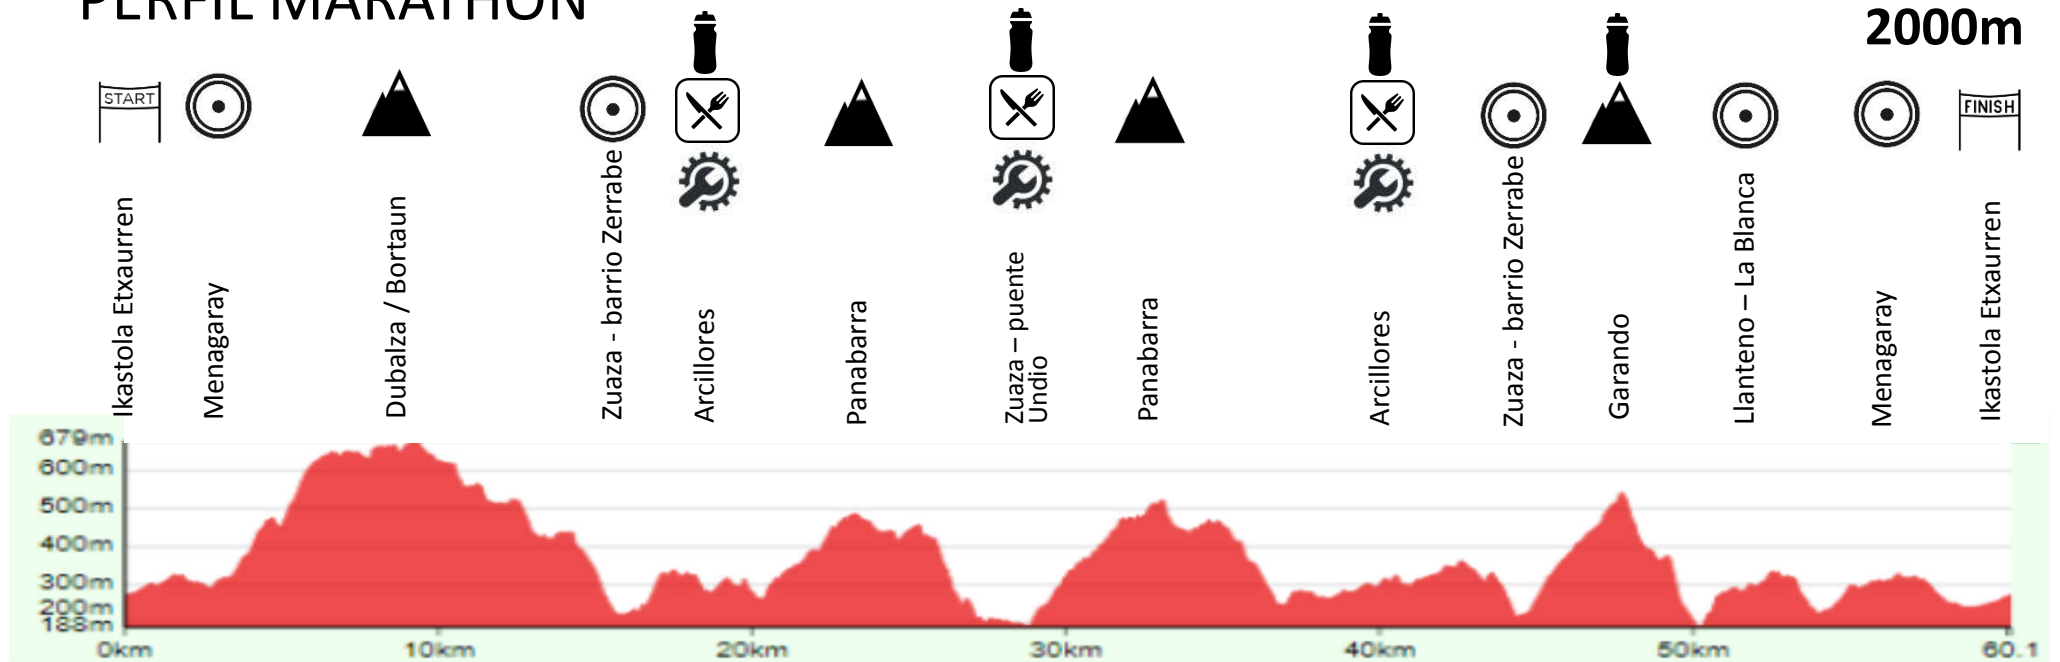 PERFIL MARATHON
2000m
START
FINISH
Ikastola Etxaurren
Menagaray
Dubalza / Bortaun
Zuaza - barrio Zerrabe
Arcillores
Panabarra
Zuaza – puente
Undio
Panabarra
Arcillores
Zuaza - barrio Zerrabe
Garando
Llanteno – La Blanca
Menagaray
Ikastola Etxaurren
679m
600m
500m
400m
300m
200m
188m
0km 10km 20km 30km 40km 50km 60.1